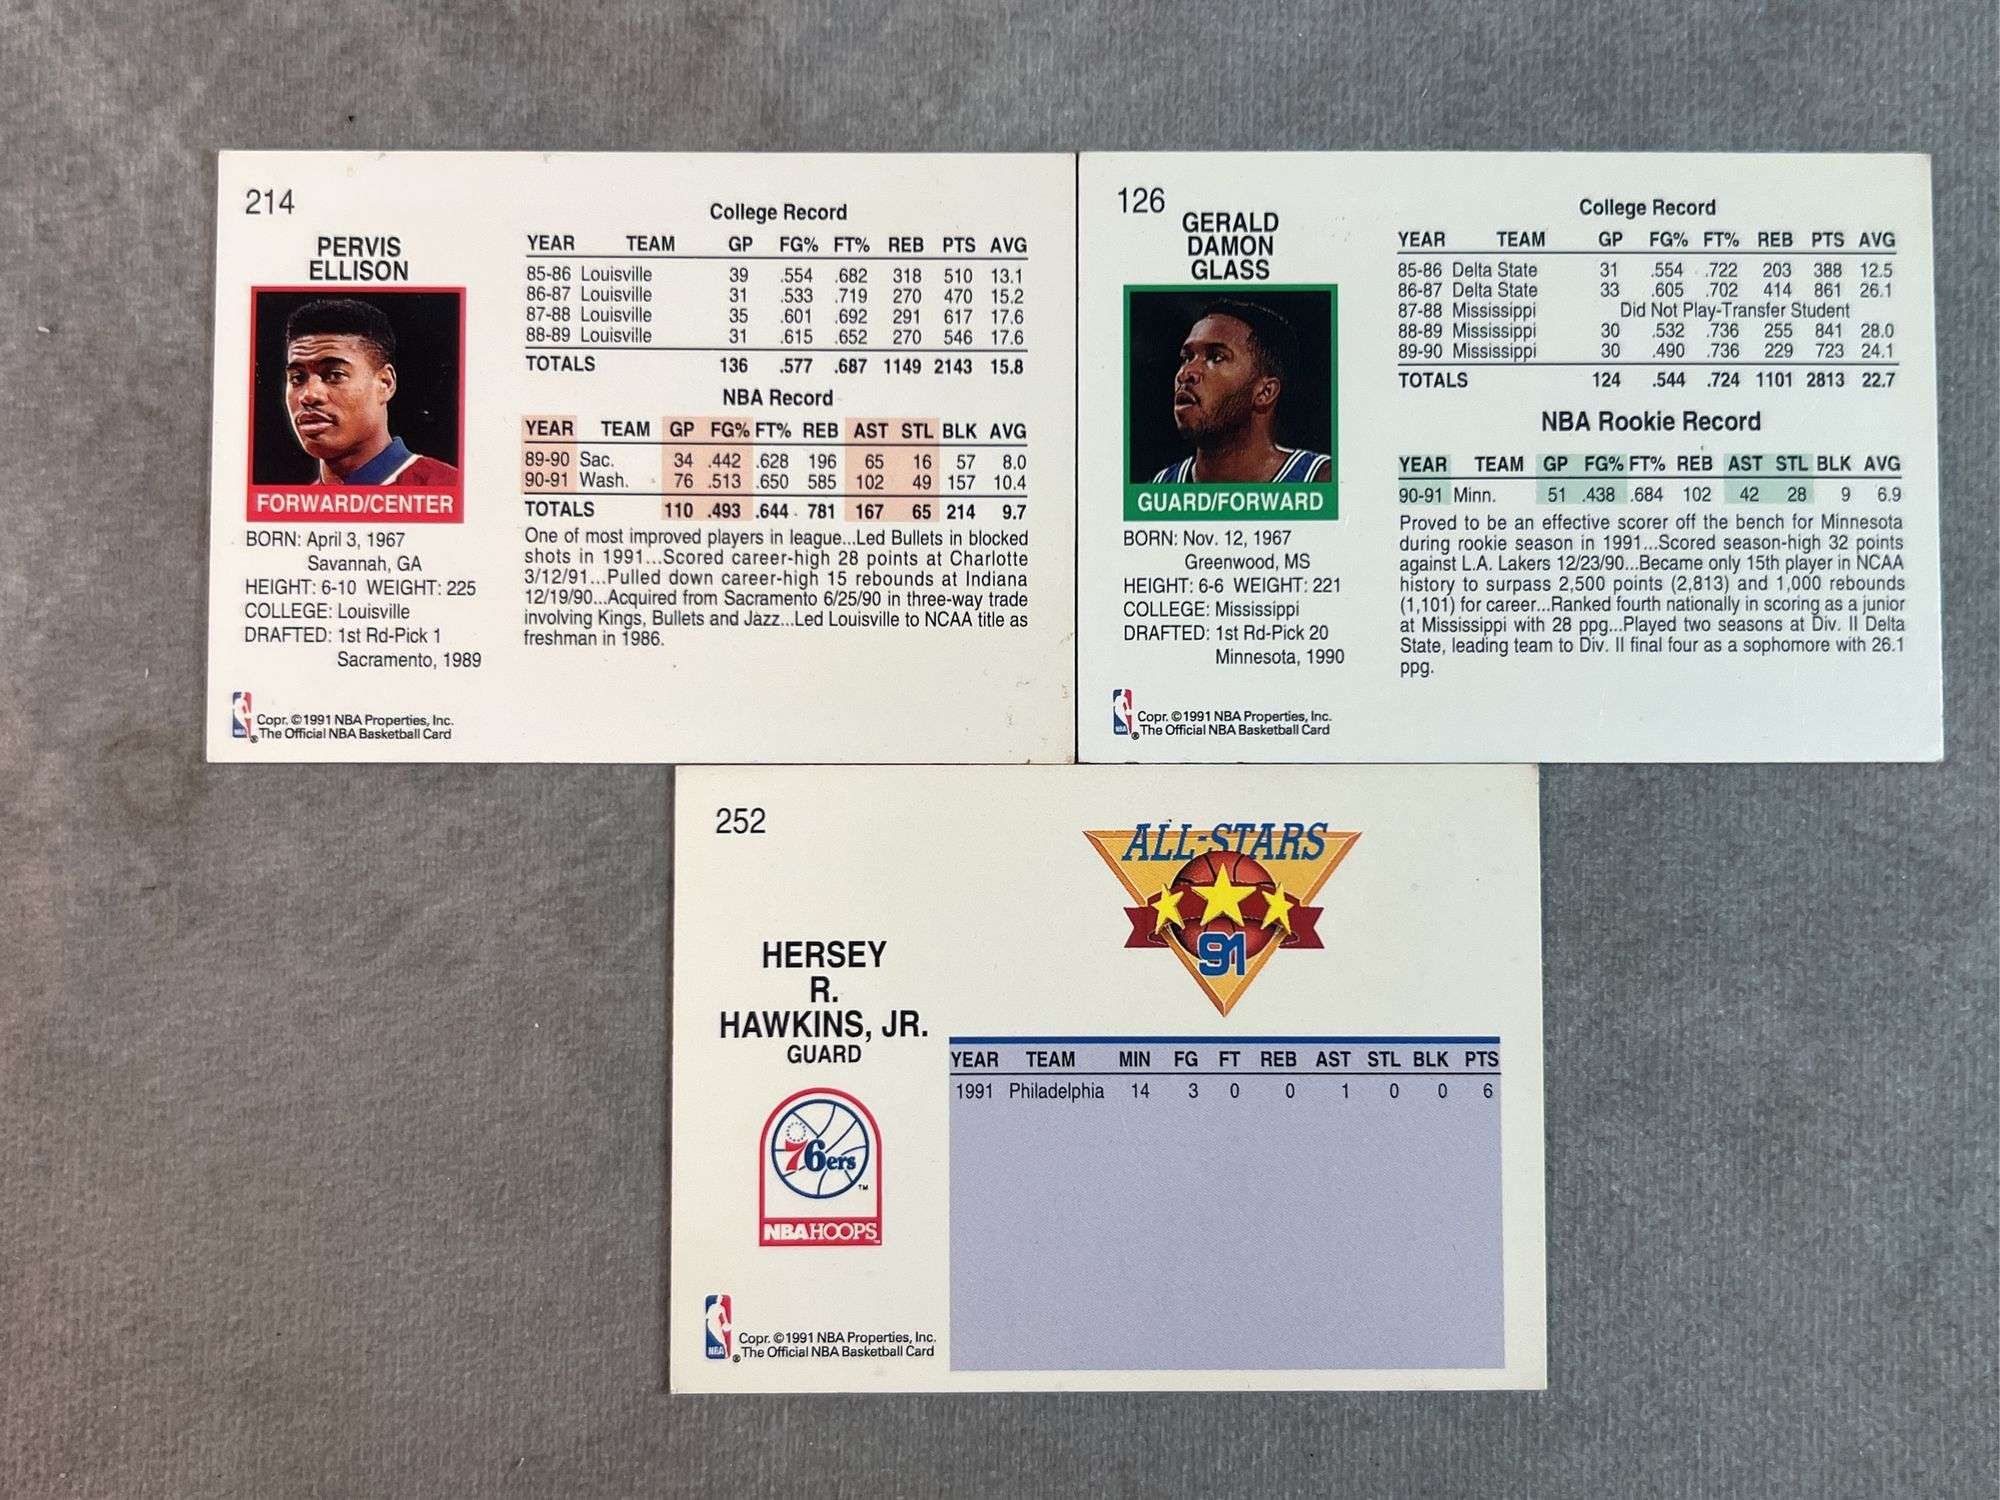 214
PERVIS
ELLISON
FORWARD/CENTER
BORN: April 3, 1967
Savannah, GA
HEIGHT: 6-10 WEIGHT: 225
COLLEGE: Louisville
DRAFTED: 1st Rd-Pick 1
Sacramento, 1989
NBA
Copr. ©1991 NBA Properties, Inc.
® The Official NBA Basketball Card
College Record
YEAR TEAM GP FG% FT% REB PTS AVG
85-86 Louisville 39 .554 .682 318 510 13.1
86-87 Louisville 31 .533 .719 270 470 15.2
87-88 Louisville 35 .601 .692 291 617 17.6
88-89 Louisville 31 .615 .652 270 546 17.6
TOTALS 136 .577 .687 1149 2143 15.8
NBA Record
YEAR TEAM GP FG% FT% REB AST STL BLK AVG
89-90 Sac. 34 .442 .628 196 65 16 57 8.0
90-91 Wash. 76 .513 .650 585 102 49 157 10.4
TOTALS 110 .493 .644 781 167 65 214 9.7
One of most improved players in league...Led Bullets in blocked
shots in 1991...Scored career-high 28 points at Charlotte
3/12/91...Pulled down career-high 15 rebounds at Indiana
12/19/90...Acquired from Sacramento 6/25/90 in three-way trade
involving Kings, Bullets and Jazz...Led Louisville to NCAA title as
freshman in 1986.
126
GERALD
DAMON
GLASS
GUARD/FORWARD
BORN: Nov. 12, 1967
Greenwood, MS
HEIGHT: 6-6 WEIGHT: 221
COLLEGE: Mississippi
DRAFTED: 1st Rd-Pick 20
Minnesota, 1990
NBA
Copr. ©1991 NBA Properties, Inc.
® The Official NBA Basketball Card
College Record
YEAR TEAM GP FG% FT% REB PTS AVG
85-86 Delta State 31 .554 .722 203 388 12.5
86-87 Delta State 33 .605 .702 414 861 26.1
87-88 Mississippi Did Not Play-Transfer Student
88-89 Mississippi 30 .532 .736 255 841 28.0
89-90 Mississippi 30 .490 .736 229 723 24.1
TOTALS 124 .544 .724 1101 2813 22.7
NBA Rookie Record
YEAR TEAM GP FG% FT% REB AST STL BLK AVG
90-91 Minn. 51 .438 .684 102 42 28 9 6.9
Proved to be an effective scorer off the bench for Minnesota
during rookie season in 1991...Scored season-high 32 points
against L.A. Lakers 12/23/90...Became only 15th player in NCAA
history to surpass 2,500 points (2,813) and 1,000 rebounds
(1,101) for career...Ranked fourth nationally in scoring as a junior
at Mississippi with 28 ppg...Played two seasons at Div. II Delta
State, leading team to Div. II final four as a sophomore with 26.1
ppg.
252
HERSEY
R.
HAWKINS, JR.
GUARD
76ers
TM
NBA HOOPS
NBA
Copr. ©1991 NBA Properties, Inc.
® The Official NBA Basketball Card
ALL-STARS
91
YEAR TEAM MIN FG FT REB AST STL BLK PTS
1991 Philadelphia 14 3 0 0 1 0 0 6